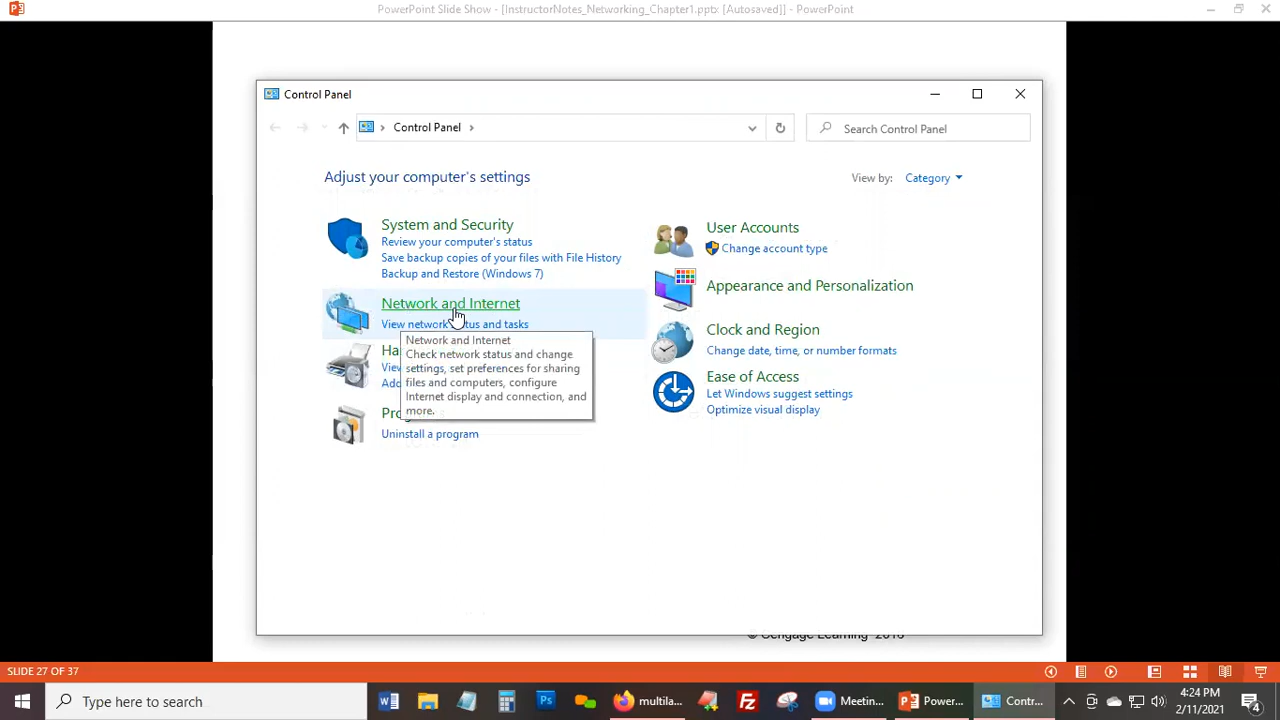 PowerPoint Slide Show - [InstructorNotes_Networking_Chapter1.pptx [Autosaved]] - PowerPoint
Control Panel
Control Panel
Search Control Panel
Adjust your computer's settings
View by: Category
System and Security
Review your computer's status
Save backup copies of your files with File History
Backup and Restore (Windows 7)
Network and Internet
View network status and tasks
Network and Internet
Check network status and change
settings, set preferences for sharing
files and computers, configure
Internet display and connection, and
more.
Uninstall a program
User Accounts
Change account type
Appearance and Personalization
Clock and Region
Change date, time, or number formats
Ease of Access
Let Windows suggest settings
Optimize visual display
© Cengage Learning 2016
SLIDE 27 OF 37
Type here to search
multila...
Meetin...
Power...
Contr...
4:24 PM
2/11/2021
4